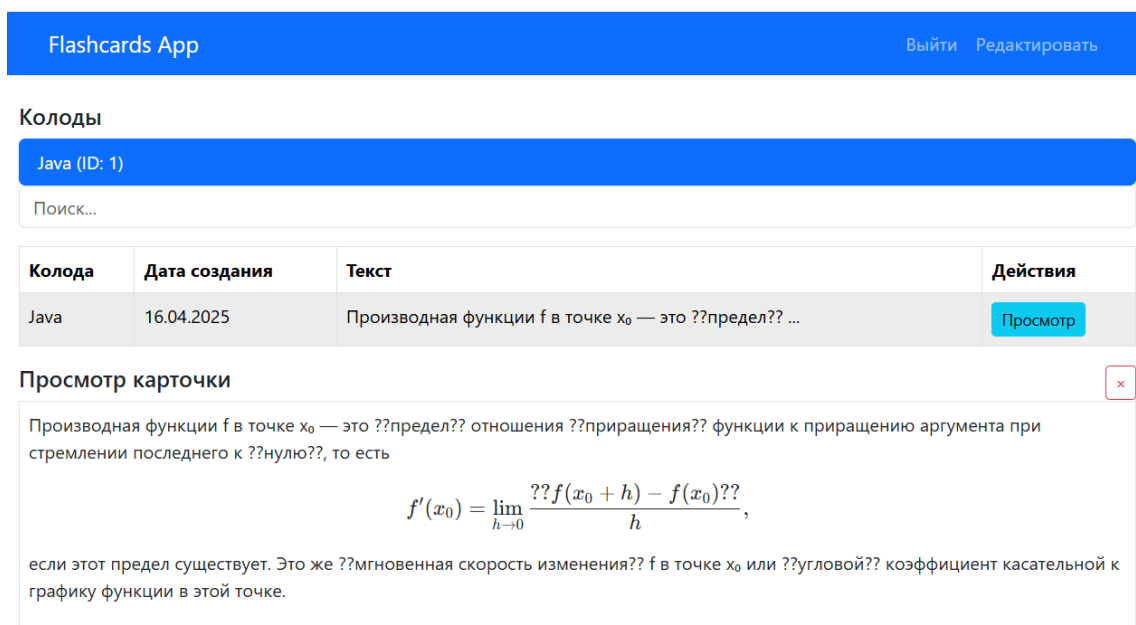 Flashcards App Выйти Редактировать
Колоды
Java (ID: 1)
Поиск...
Колода Дата создания Текст Действия
Java 16.04.2025 Производная функции f в точке x₀ — это ??предел?? ... Просмотр
Просмотр карточки ×
Производная функции f в точке x₀ — это ??предел?? отношения ??приращения?? функции к приращению аргумента при
стремлении последнего к ??нулю??, то есть
f′(x₀) = lim h→0 ??f(x₀ + h) − f(x₀)?? / h,
если этот предел существует. Это же ??мгновенная скорость изменения?? f в точке x₀ или ??угловой?? коэффициент касательной к
графику функции в этой точке.